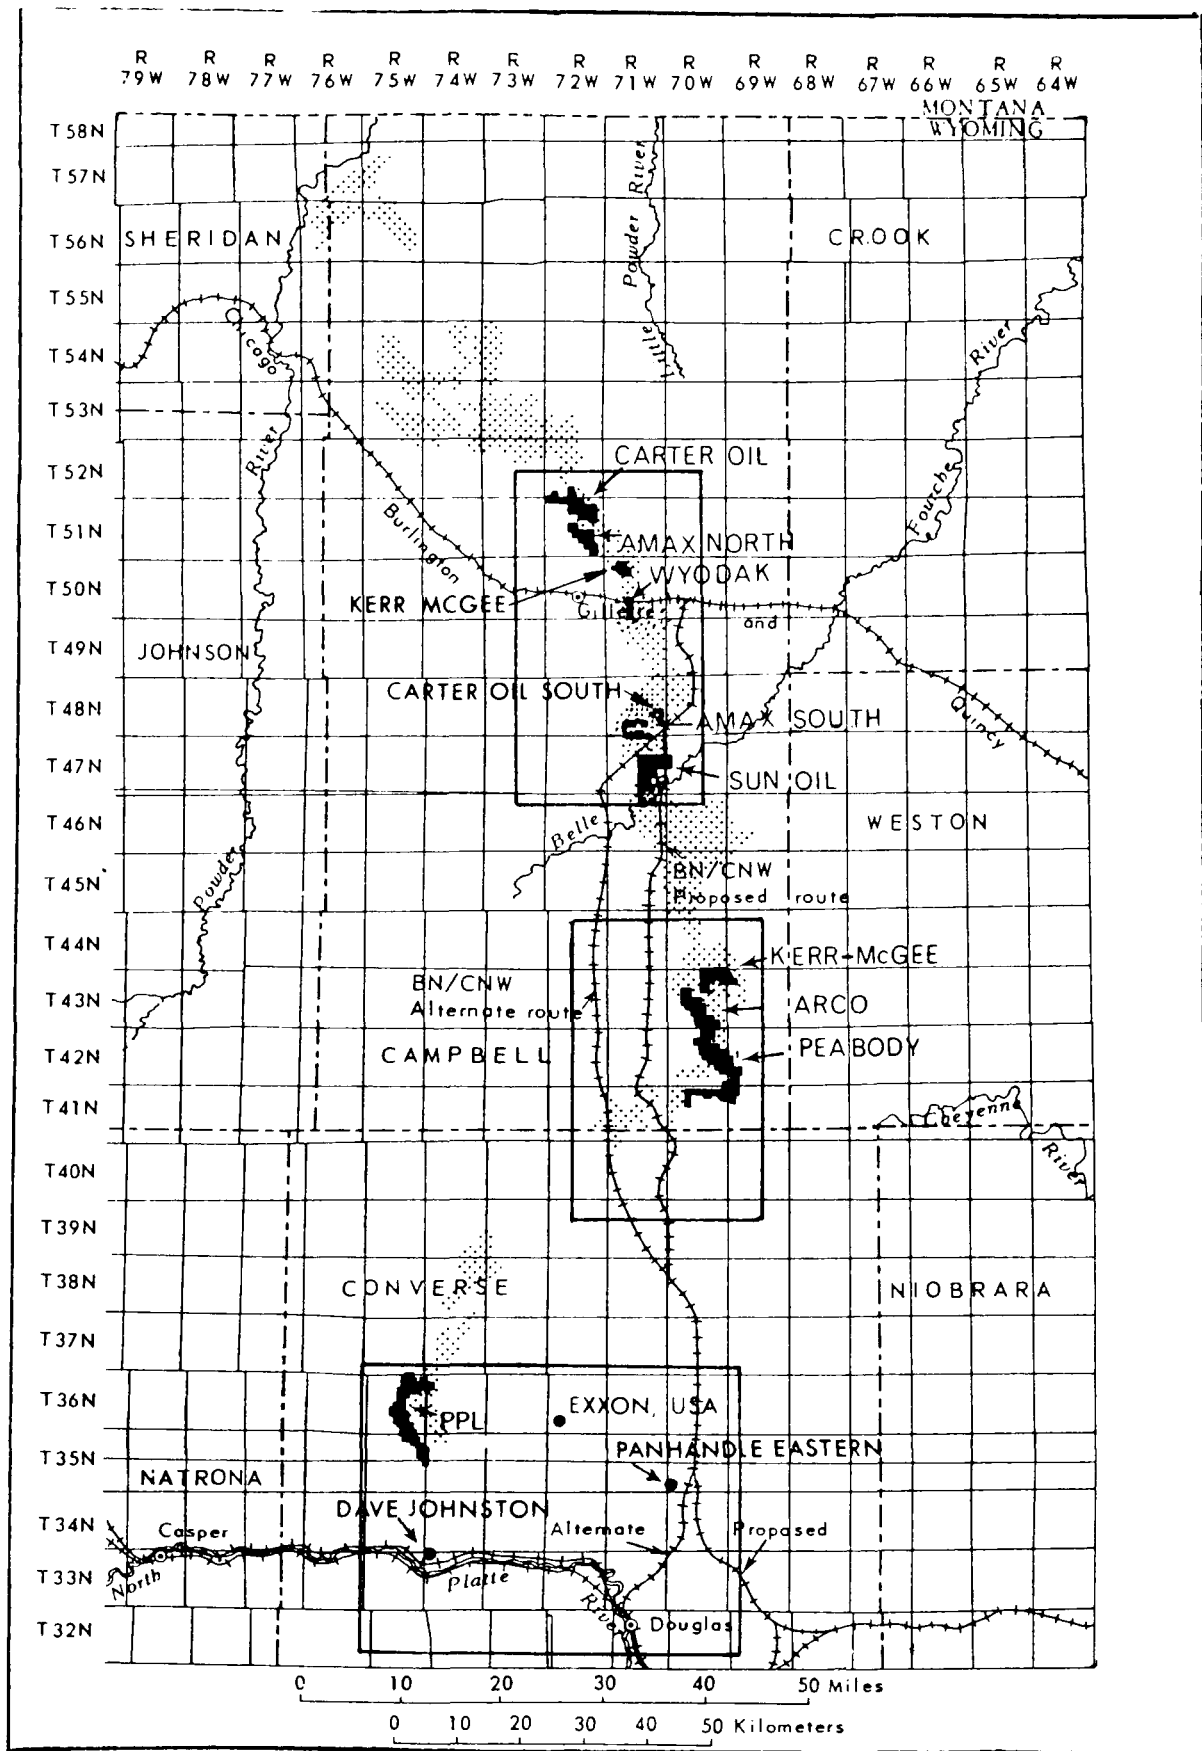 R R R R R R R R R R R R R R R R
79W 78W 77W 76W 75W 74W 73W 72W 71W 70W 69W 68W 67W 66W 65W 64W
MONTANA
WYOMING
T58N
T57N
T56N
SHERIDAN
CROOK
Little Powder River
T55N
Chicago
T54N
River
T53N
T52N
River
CARTER OIL
Fourche
T51N
Burlington
AMAX NORTH
WYODAK
T50N
KERR MCGEE
Gillette
and
T49N
JOHNSON
CARTER OIL SOUTH
T48N
AMAX SOUTH
Quincy
T47N
SUN OIL
T46N
Belle
WESTON
Powder
T45N
BN/CNW
Proposed route
T44N
KERR-McGEE
T43N
BN/CNW
Alternate route
ARCO
T42N
CAMPBELL
PEABODY
T41N
Cheyenne
River
T40N
T39N
T38N
CONVERSE
NIOBRARA
T37N
T36N
EXXON, USA
PPL
T35N
PANHANDLE EASTERN
NATRONA
DAVE JOHNSTON
T34N
Casper
Alternate
Proposed
T33N
North
Platte
River
T32N
Douglas
0 10 20 30 40 50 Miles
0 10 20 30 40 50 Kilometers